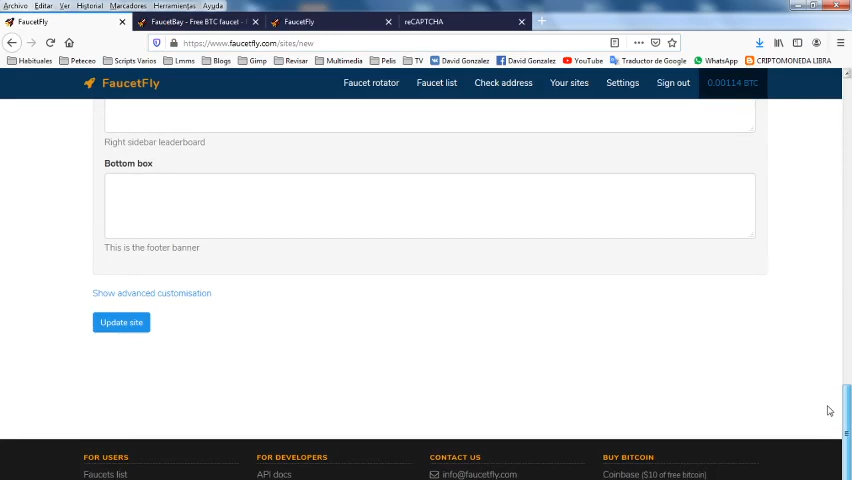 Archivo Editar Ver Historial Marcadores Herramientas Ayuda
FaucetFly FaucetBay - Free BTC faucet - FaucetFly reCAPTCHA
https://www.faucetfly.com/sites/new
Habituales Peteceo Scripts Varios Lmms Blogs Gimp Revisar Multimedia Pelis TV David Gonzalez David Gonzalez YouTube Traductor de Google WhatsApp CRIPTOMONEDA LIBRA
FaucetFly Faucet rotator Faucet list Check address Your sites Settings Sign out 0.00114 BTC
Right sidebar leaderboard
Bottom box
This is the footer banner
Show advanced customisation
Update site
FOR USERS FOR DEVELOPERS CONTACT US BUY BITCOIN
Faucets list API docs info@faucetfly.com Coinbase ($10 of free bitcoin)